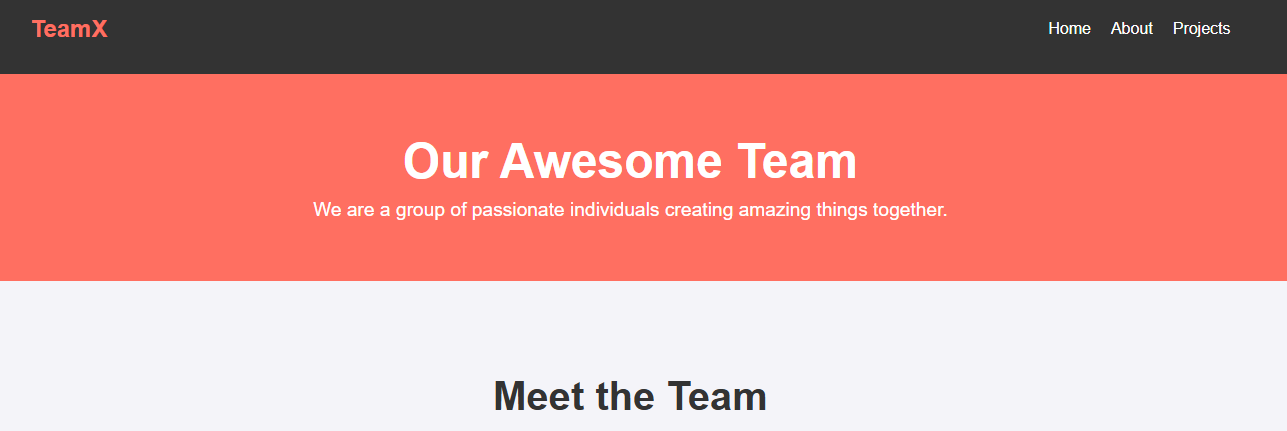 TeamX
Home About Projects
Our Awesome Team
We are a group of passionate individuals creating amazing things together.
Meet the Team